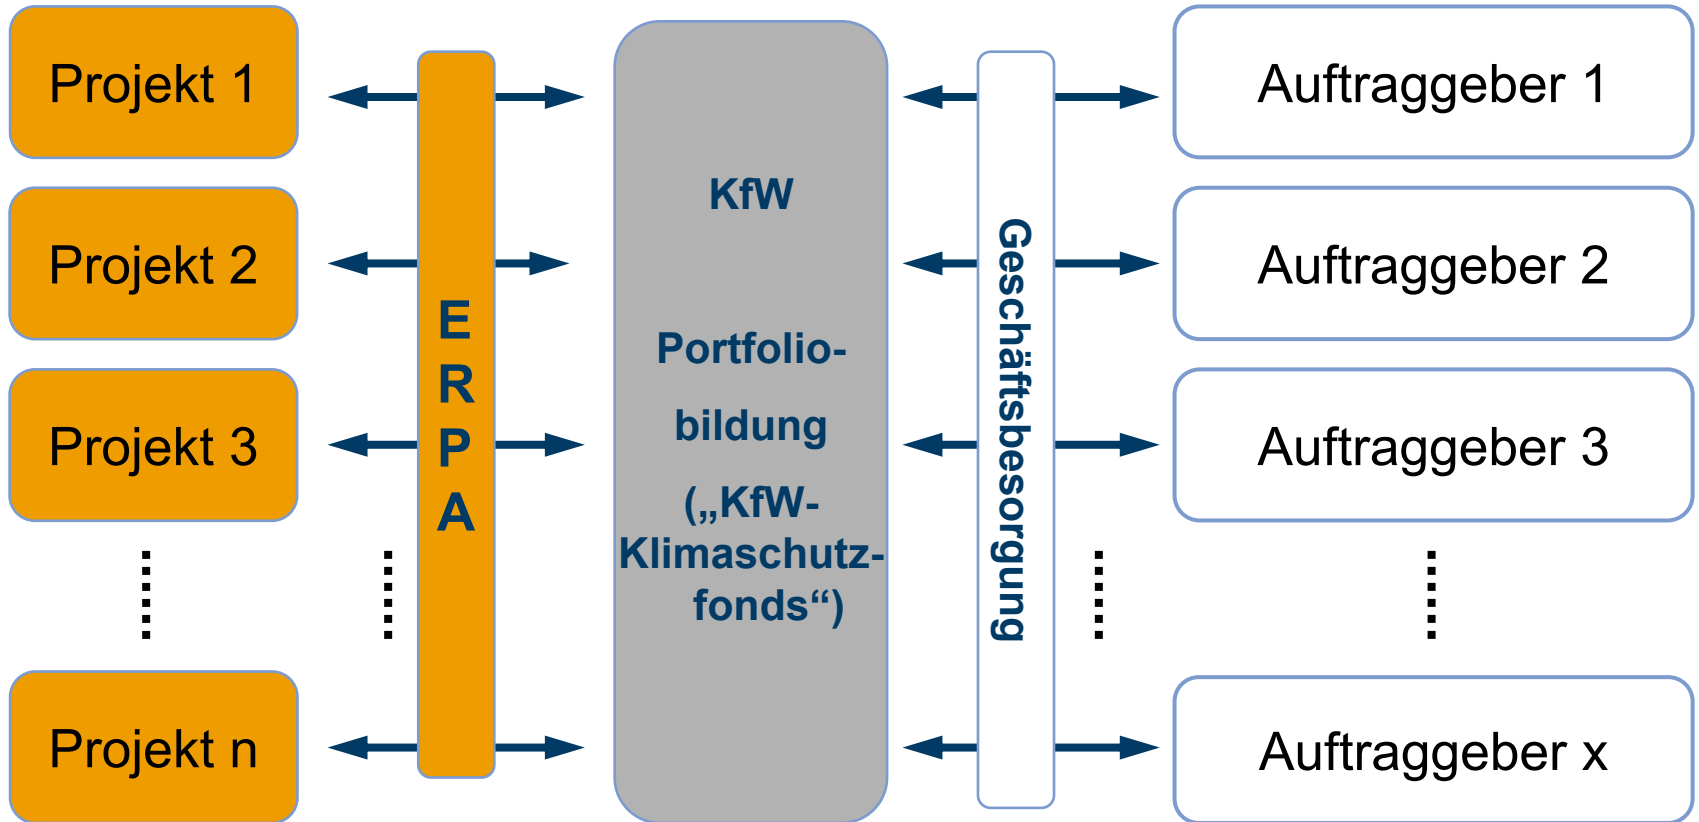 Projekt 1
Projekt 2
Projekt 3
Projekt n
E
R
P
A
KfW
Portfolio-
bildung
(„KfW-
Klimaschutz-
fonds“)
Geschäftsbesorgung
Auftraggeber 1
Auftraggeber 2
Auftraggeber 3
Auftraggeber x